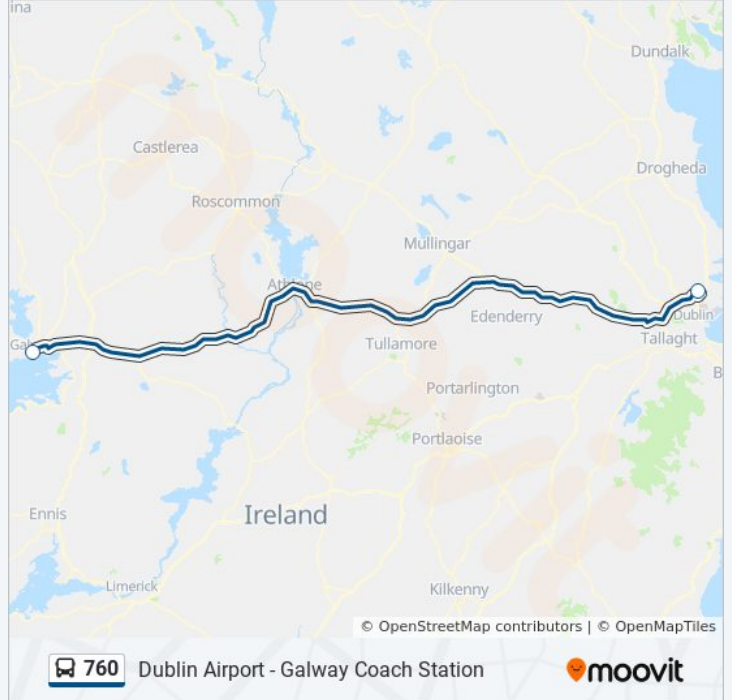 ina
Dundalk
Castlerea
Drogheda
Roscommon
Mullingar
Athlone
Edenderry
Dublin
Gal
Tullamore
Tallaght
B
Portarlington
Portlaoise
Ireland
Ennis
Limerick
Kilkenny
© OpenStreetMap contributors | © OpenMapTiles
760 Dublin Airport - Galway Coach Station moovit